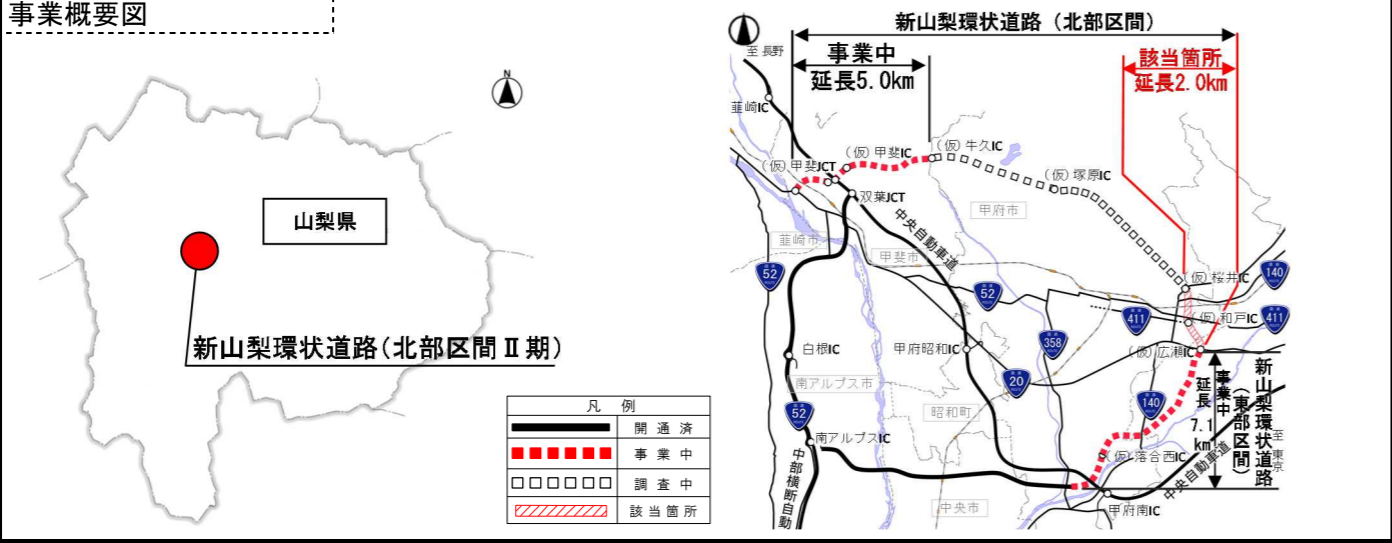 事業概要図
N
山梨県
新山梨環状道路(北部区間Ⅱ期)
凡 例
開 通 済
事 業 中
調 査 中
該 当 箇 所
新山梨環状道路(北部区間)
事業中
延長5.0km
該当箇所
延長2.0km
至 長野
韮崎IC
(仮)甲斐JCT
(仮)甲斐IC
(仮)牛久IC
(仮)塚原IC
双葉JCT
甲府市
中央自動車道
韮崎市
甲斐市
52
52
(仮)桜井IC
140
411
(仮)和戸IC
411
358
(仮)広瀬IC
白根IC
甲府昭和IC
20
南アルプス市
昭和町
140
52
南アルプスIC
(仮)落合西IC
中部横断自動
中央市
甲府南IC
中央自動車道
至 東京
事業中
延長
7.1
km
新山梨環状道路
(東部区間)